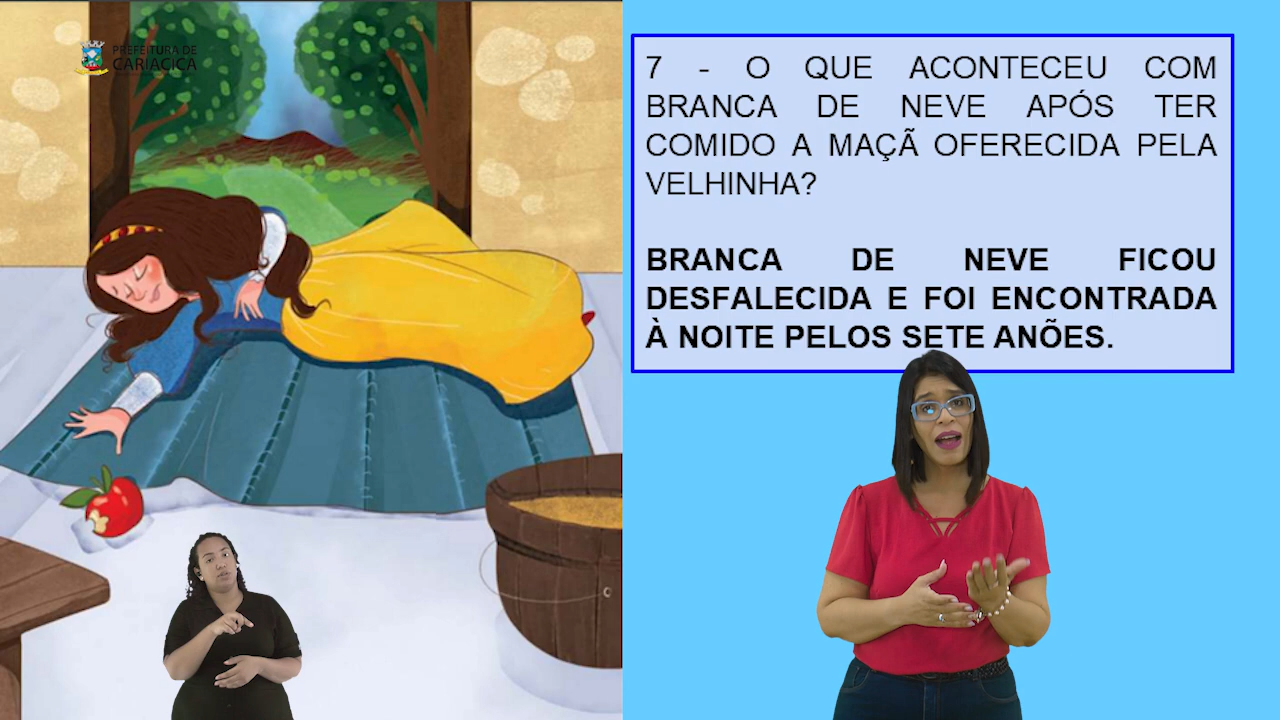 PREFEITURA DE
CARIACICA
7 - O QUE ACONTECEU COM
BRANCA DE NEVE APÓS TER
COMIDO A MAÇÃ OFERECIDA PELA
VELHINHA?
BRANCA DE NEVE FICOU
DESFALECIDA E FOI ENCONTRADA
À NOITE PELOS SETE ANÕES.